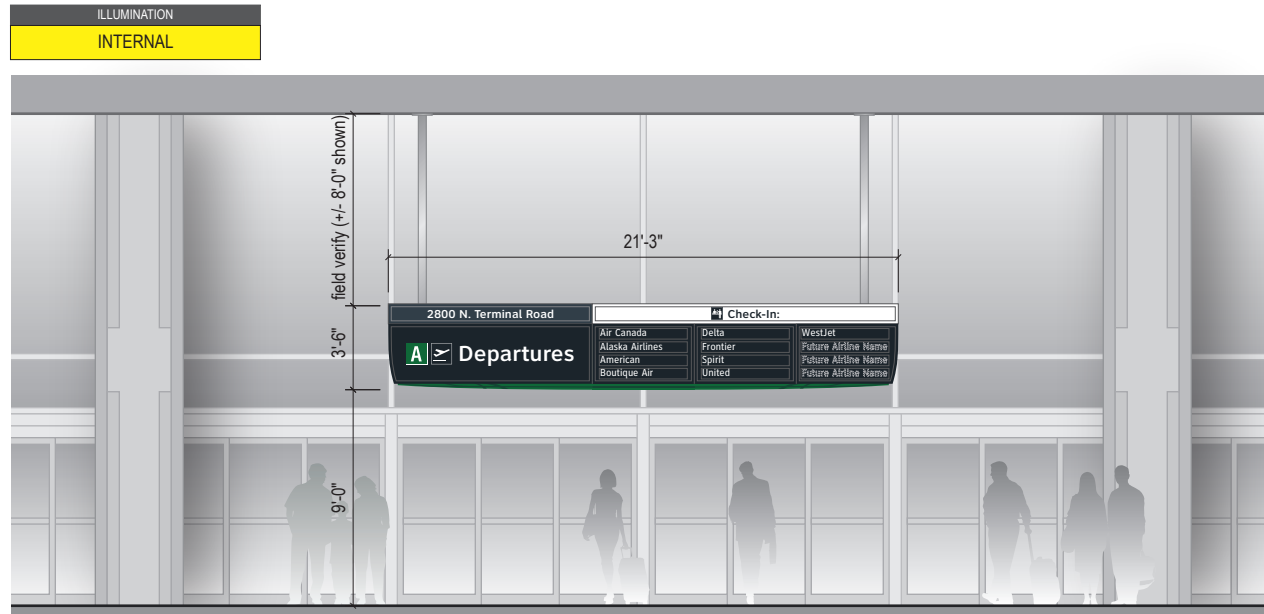 ILLUMINATION
INTERNAL
field verify (+/- 8'-0" shown)
21'-3"
3'-6"
9'-0"
2800 N. Terminal Road
Check-In:
A Departures
Air Canada
Alaska Airlines
American
Boutique Air
Delta
Frontier
Spirit
United
WestJet
Future Airline Name
Future Airline Name
Future Airline Name